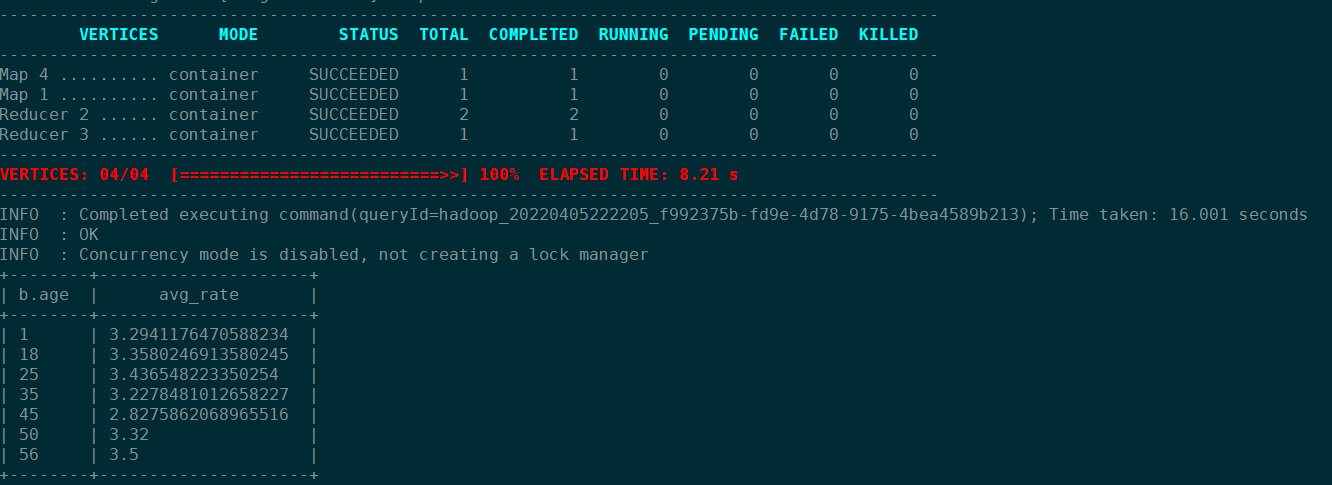 ----------------------------------------------------------------------------------------------
        VERTICES      MODE        STATUS  TOTAL  COMPLETED  RUNNING  PENDING  FAILED  KILLED
----------------------------------------------------------------------------------------------
Map 4 .......... container     SUCCEEDED      1          1        0        0       0       0
Map 1 .......... container     SUCCEEDED      1          1        0        0       0       0
Reducer 2 ...... container     SUCCEEDED      2          2        0        0       0       0
Reducer 3 ...... container     SUCCEEDED      1          1        0        0       0       0
----------------------------------------------------------------------------------------------
VERTICES: 04/04  [==========================>>] 100%  ELAPSED TIME: 8.21 s
----------------------------------------------------------------------------------------------
INFO  : Completed executing command(queryId=hadoop_20220405222205_f992375b-fd9e-4d78-9175-4bea4589b213); Time taken: 16.001 seconds
INFO  : OK
INFO  : Concurrency mode is disabled, not creating a lock manager
+--------+---------------------+
| b.age  |      avg_rate       |
+--------+---------------------+
| 1      | 3.2941176470588234  |
| 18     | 3.3580246913580245  |
| 25     | 3.436548223350254   |
| 35     | 3.2278481012658227  |
| 45     | 2.8275862068965516  |
| 50     | 3.32                |
| 56     | 3.5                 |
+--------+---------------------+